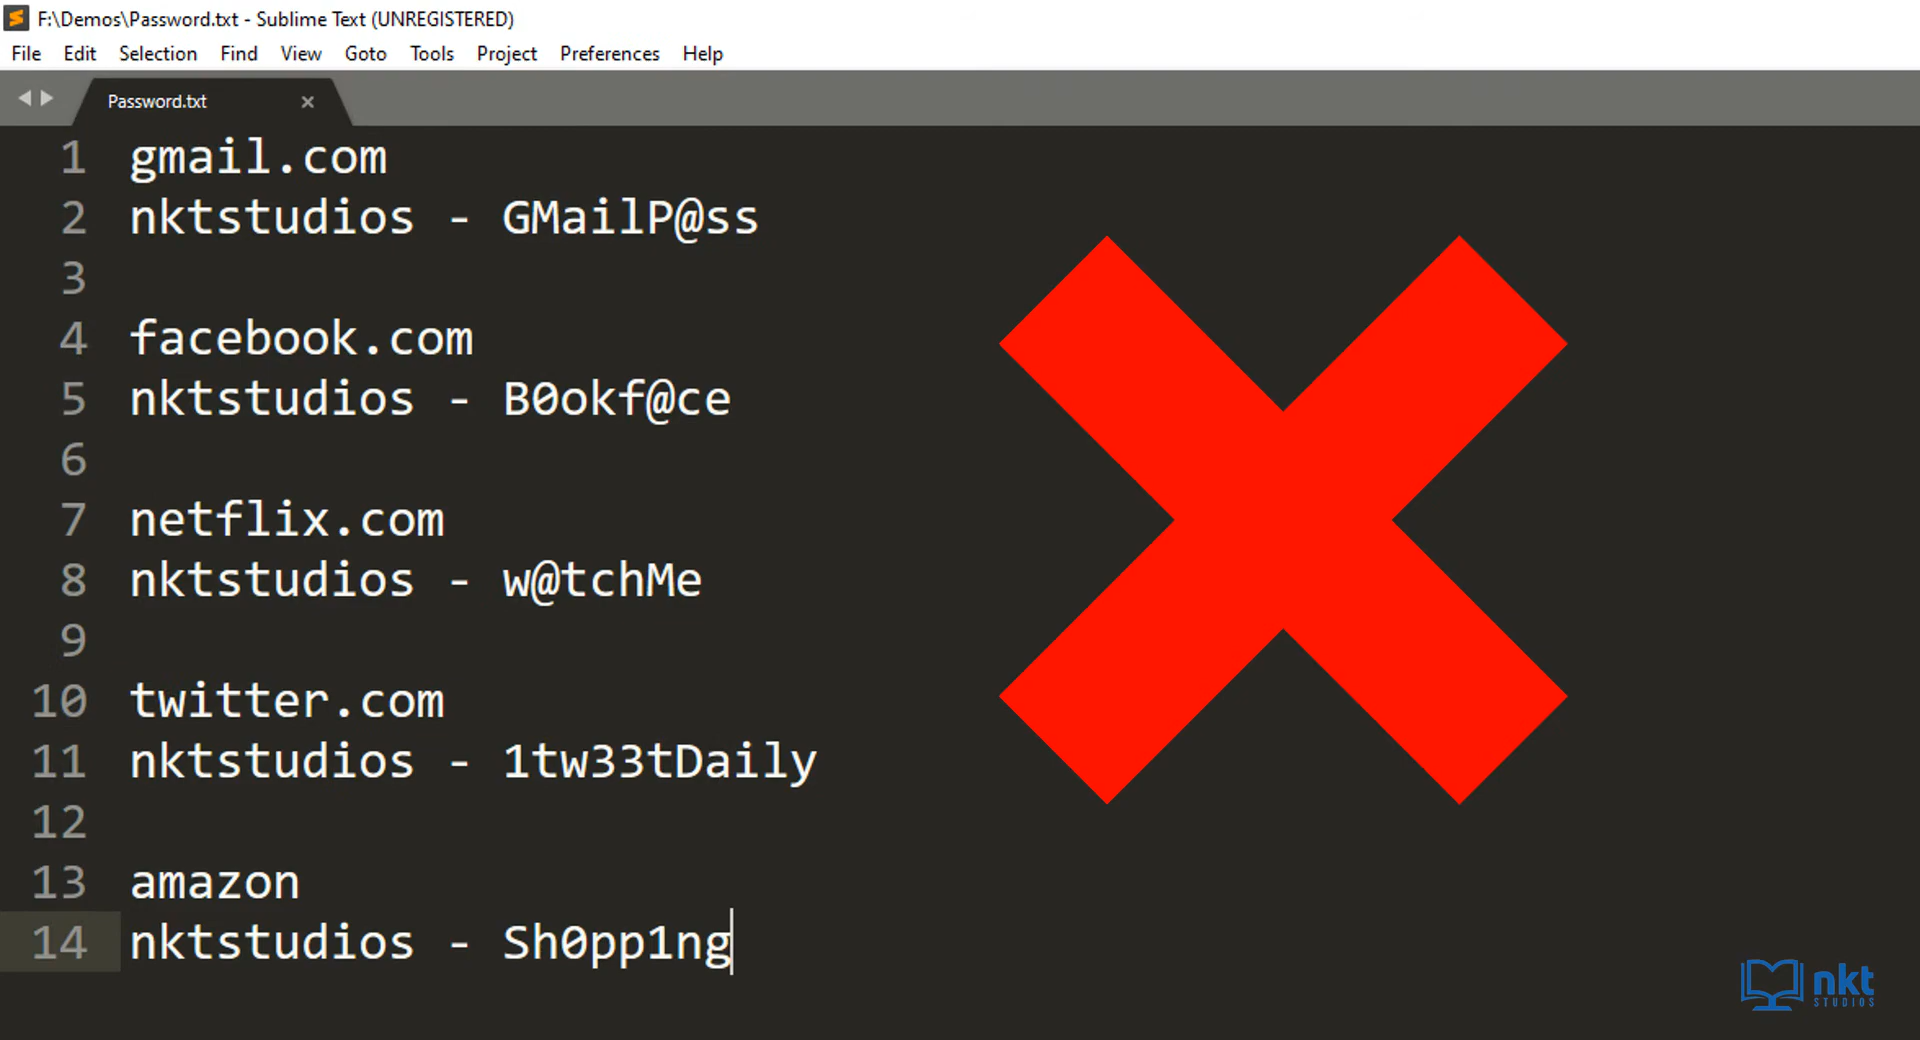 F:\Demos\Password.txt - Sublime Text (UNREGISTERED)
File Edit Selection Find View Goto Tools Project Preferences Help
Password.txt ×
1 gmail.com
2 nktstudios - GMailP@ss
3
4 facebook.com
5 nktstudios - B0okf@ce
6
7 netflix.com
8 nktstudios - w@tchMe
9
10 twitter.com
11 nktstudios - 1tw33tDaily
12
13 amazon
14 nktstudios - Sh0pp1ng
nkt
STUDIOS